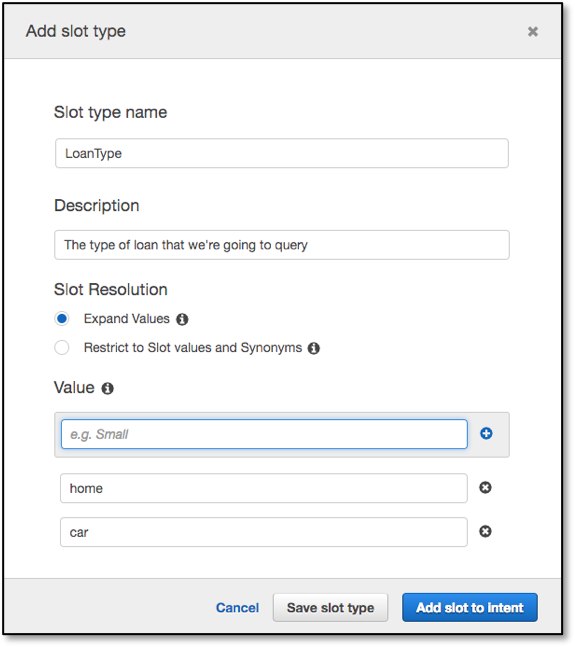 Add slot type
Slot type name
LoanType
Description
The type of loan that we're going to query
Slot Resolution
Expand Values
Restrict to Slot values and Synonyms
Value
e.g. Small
home
car
Cancel
Save slot type
Add slot to Intent